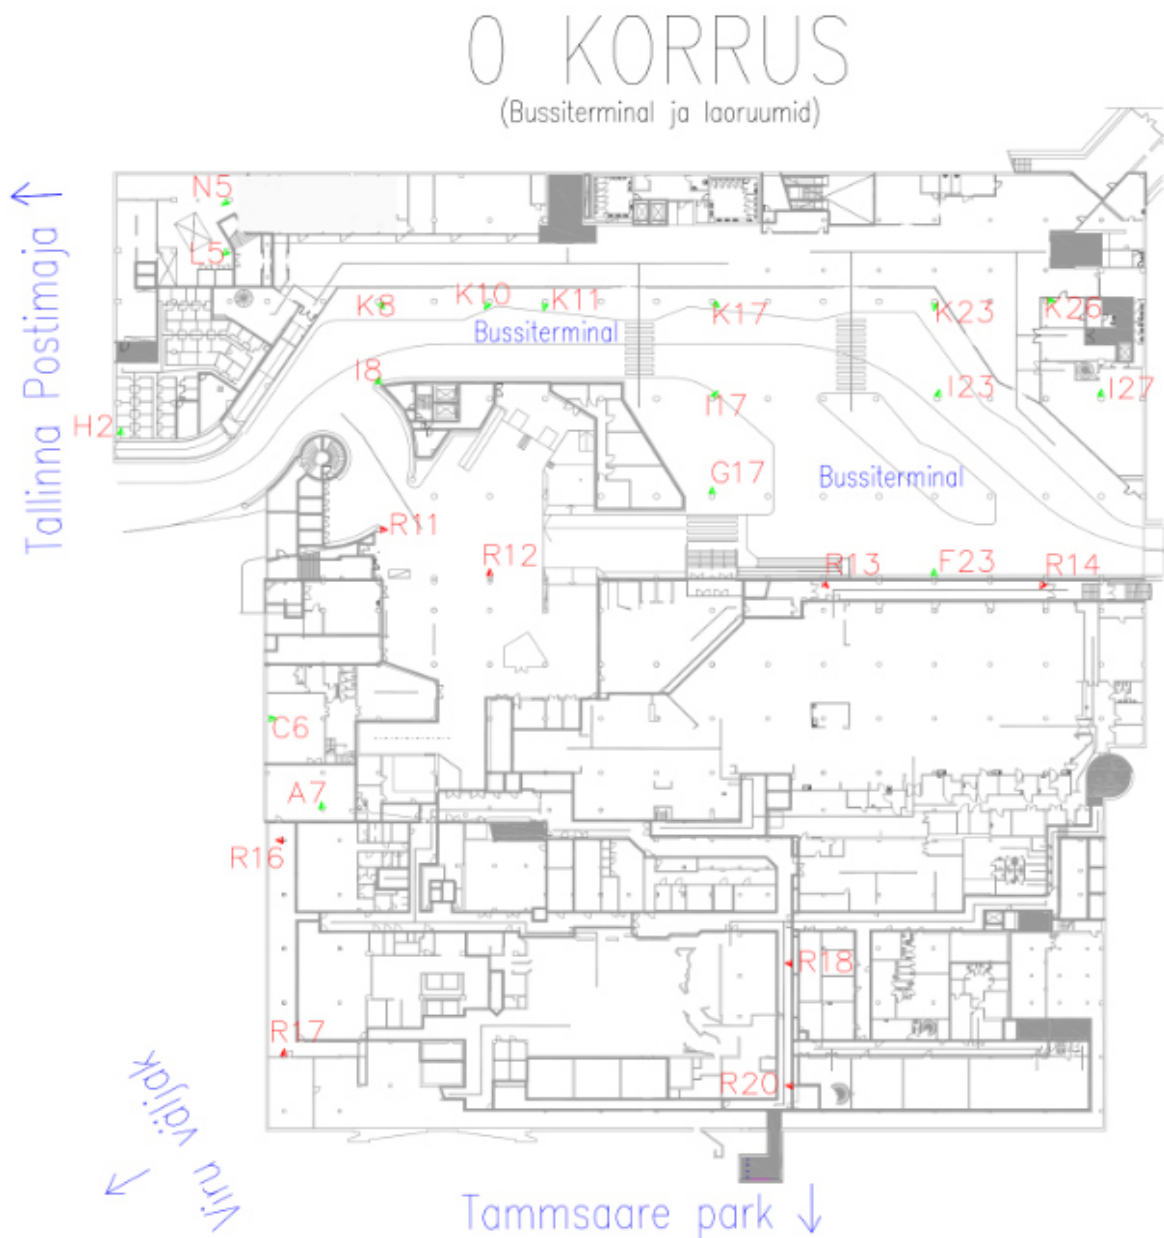 0 KORRUS
(Bussiterminal ja laoruumid)
Tallinna Postimaja
N5
L5
K8
K10
K11
K17
K23
K26
Bussiterminal
I8
I17
I23
I27
H2
G17
Bussiterminal
R11
R12
R13
F23
R14
C6
A7
R16
R18
R17
R20
Viru väljak
Tammsaare park